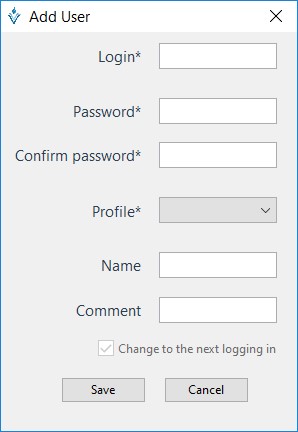 Add User
Login*
Password*
Confirm password*
Profile*
Name
Comment
Change to the next logging in
Save Cancel